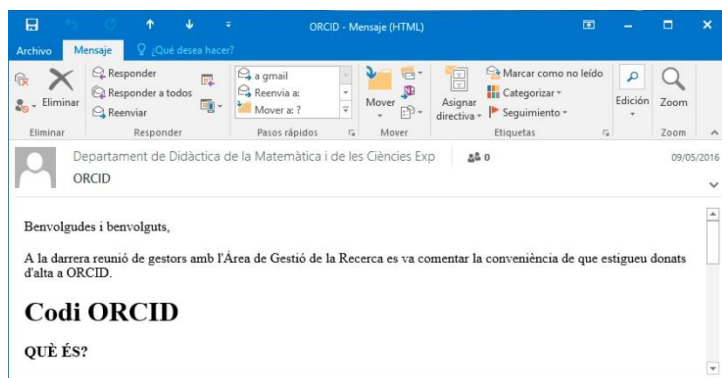 ORCID - Mensaje (HTML)
Archivo Mensaje ¿Qué desea hacer?
Eliminar
Responder
Responder a todos
Reenviar
a gmail
Reenvia a:
Mover a: ?
Mover
Asignar directiva
Marcar como no leído
Categorizar
Seguimiento
Edición
Zoom
Eliminar Responder Pasos rápidos Mover Etiquetas Zoom
Departament de Didàctica de la Matemàtica i de les Ciències Exp 0 09/05/2016
ORCID
Benvolgudes i benvolguts,
A la darrera reunió de gestors amb l'Àrea de Gestió de la Recerca es va comentar la conveniència de que estigueu donats
d'alta a ORCID.
Codi ORCID
QUÈ ÉS?